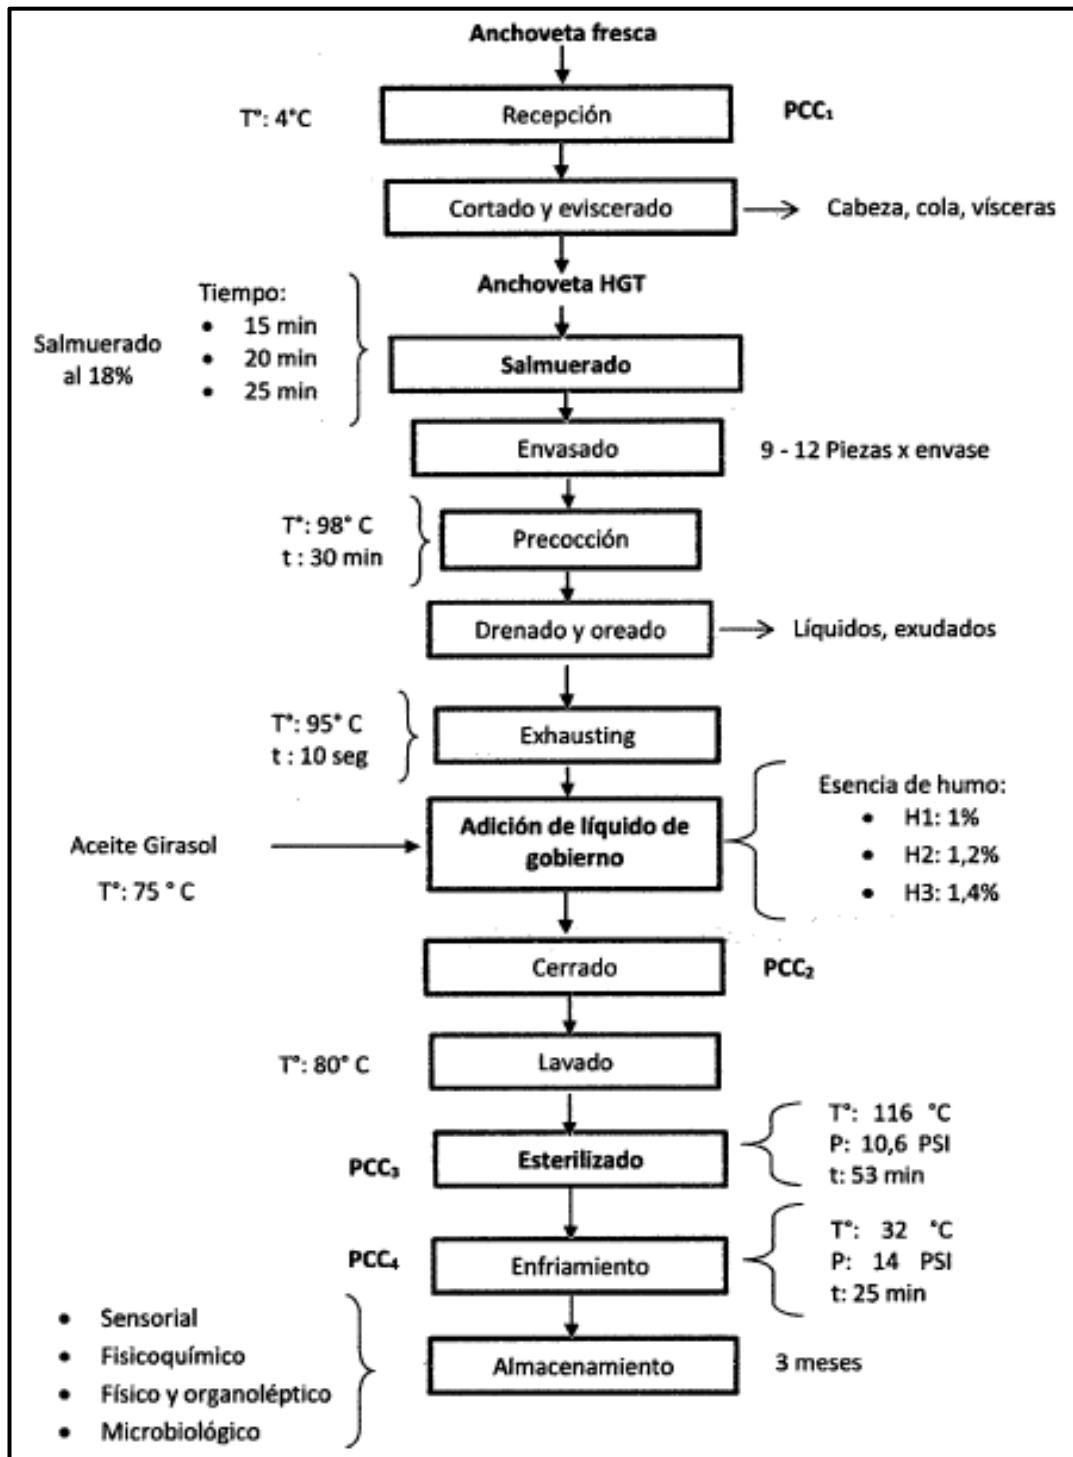 Anchoveta fresca
T°: 4°C
Recepción
PCC₁
Cortado y eviscerado
Cabeza, cola, vísceras
Anchoveta HGT
Salmuerado
al 18%
Tiempo:
• 15 min
• 20 min
• 25 min
Salmuerado
Envasado
9 - 12 Piezas x envase
T°: 98° C
t : 30 min
Precocción
Drenado y oreado
Líquidos, exudados
T°: 95° C
t : 10 seg
Exhausting
Aceite Girasol
T°: 75 ° C
Adición de líquido de
gobierno
Esencia de humo:
• H1: 1%
• H2: 1,2%
• H3: 1,4%
Cerrado
PCC₂
T°: 80° C
Lavado
PCC₃
Esterilizado
T°: 116 °C
P: 10,6 PSI
t: 53 min
PCC₄
Enfriamiento
T°: 32 °C
P: 14 PSI
t: 25 min
• Sensorial
• Fisicoquímico
• Físico y organoléptico
• Microbiológico
Almacenamiento
3 meses